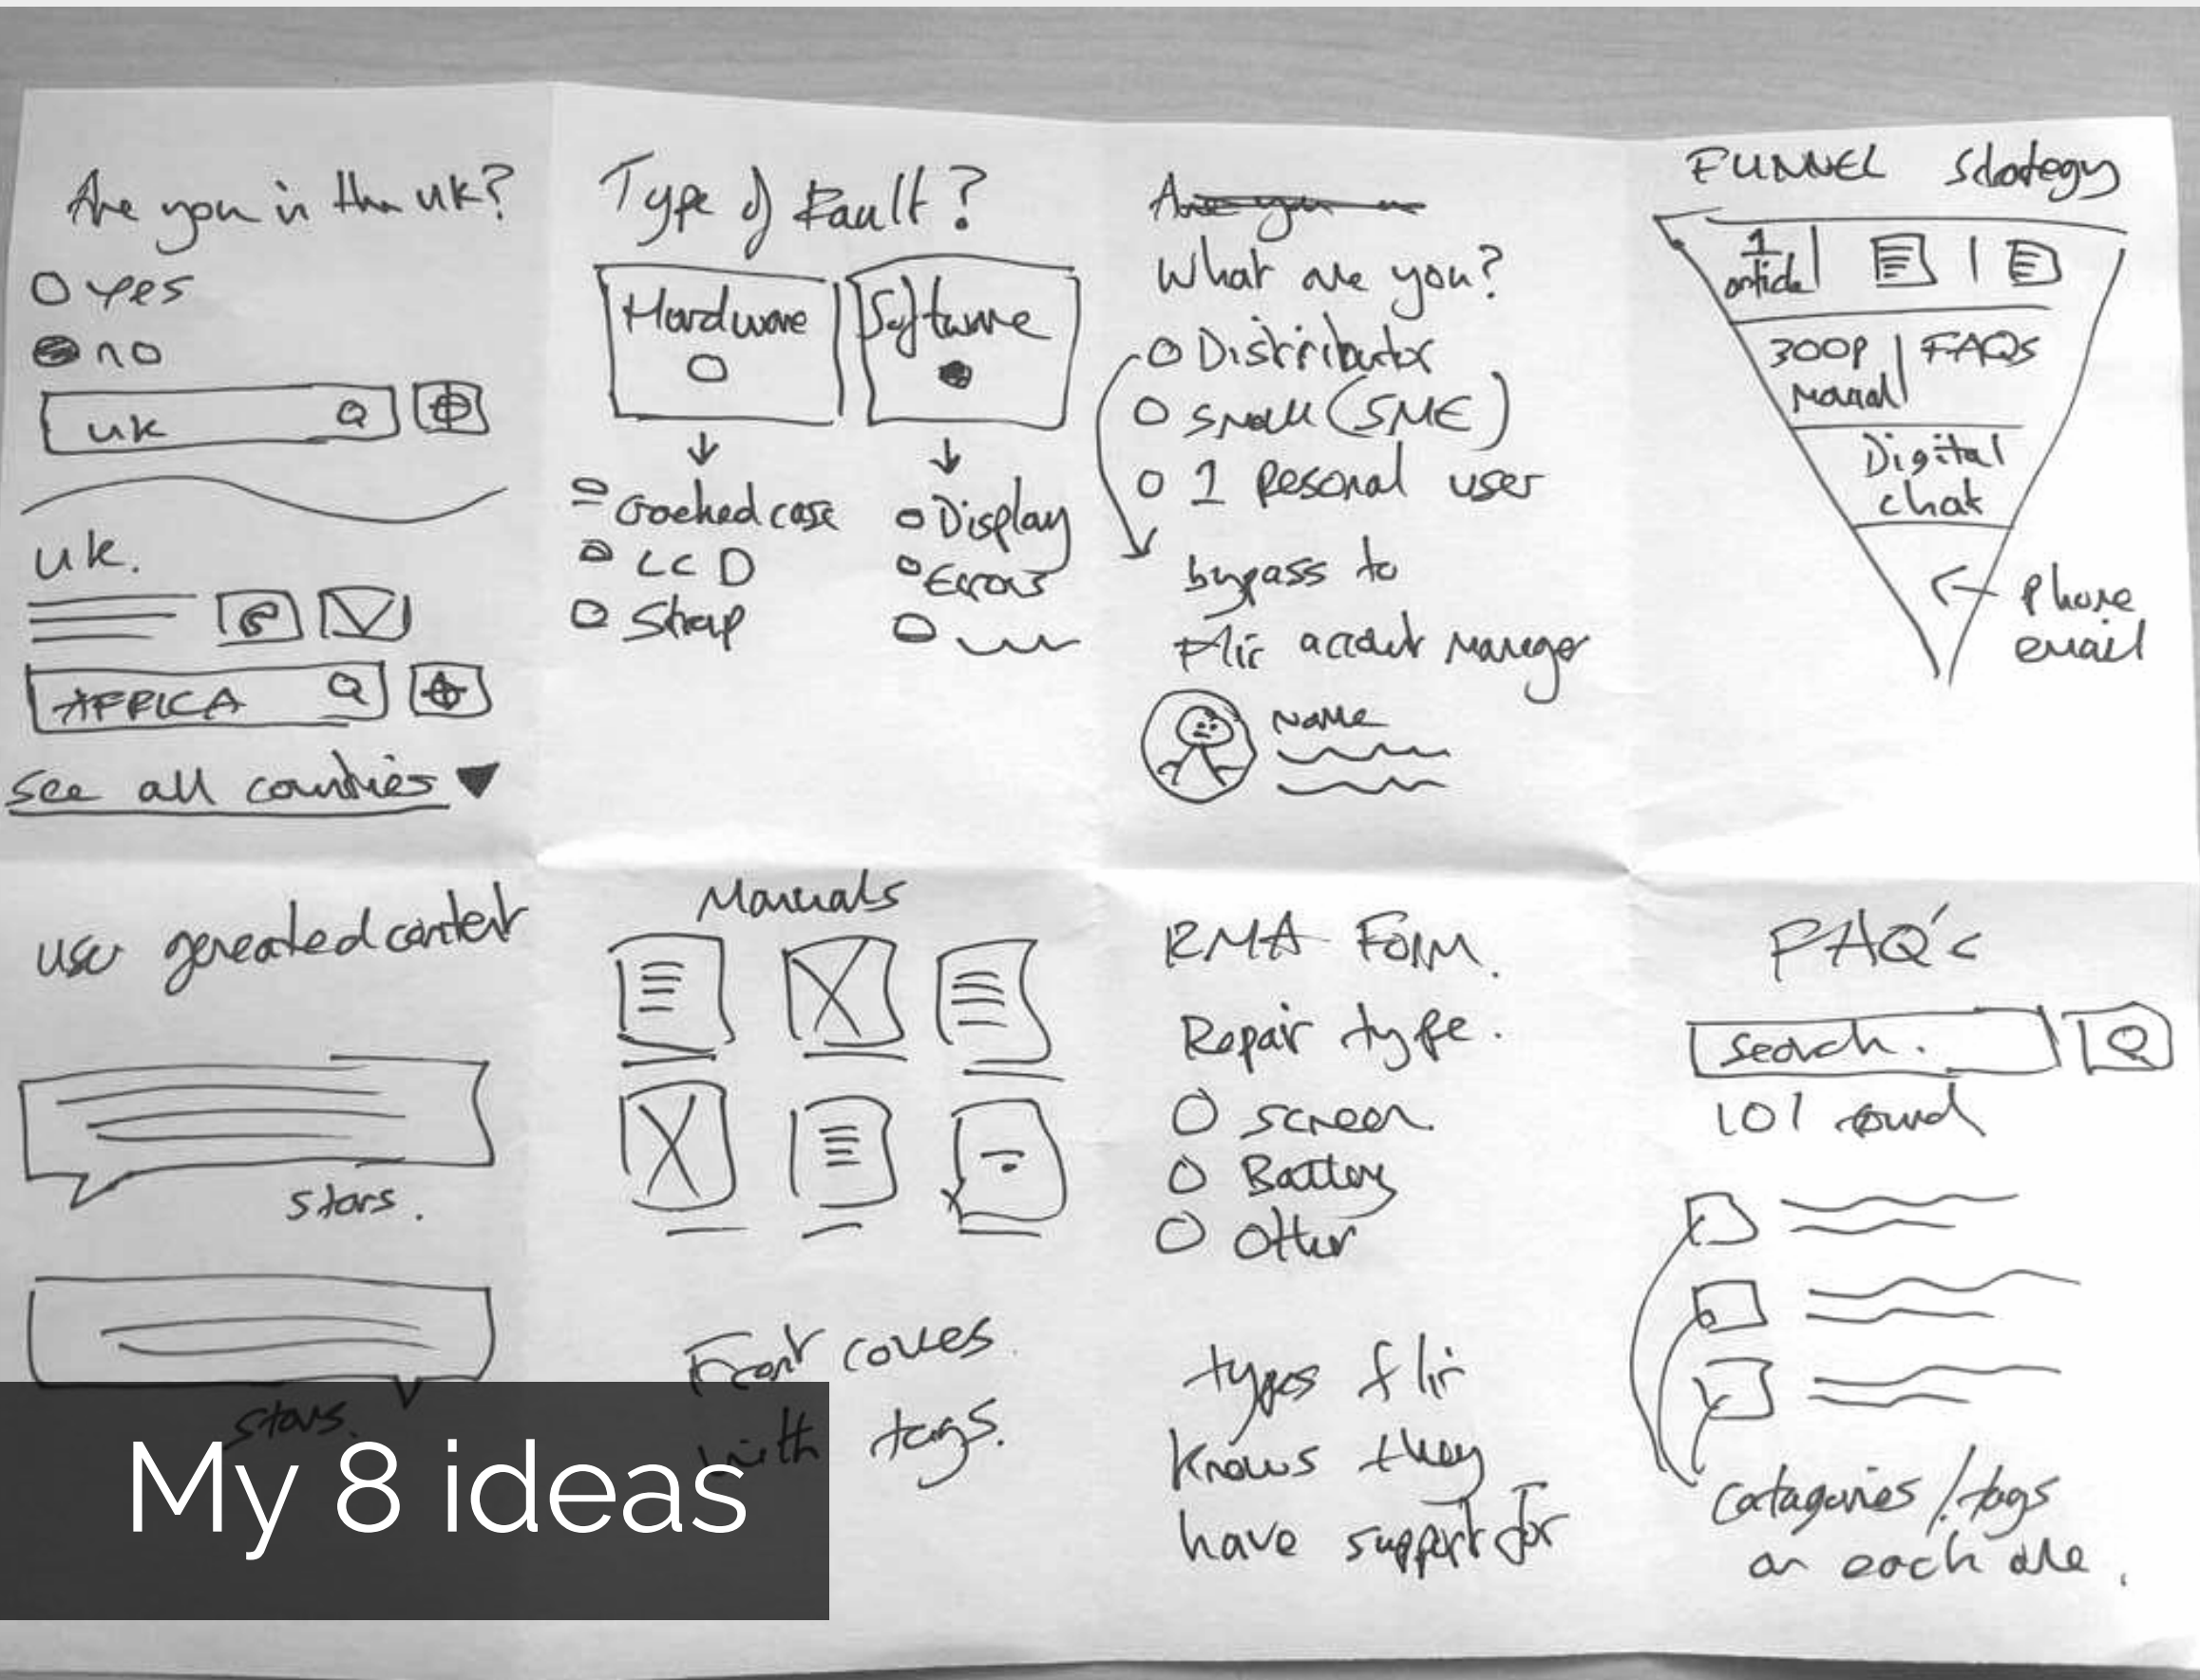 Are you in the UK?
yes
no
uk
uk.
AFRICA
see all countries
Type of Fault?
Hardware
Software
Cracked case
LCD
Strap
Display
Errors
Are you
What are you?
Distributor
small (SME)
1 Personal user
bypass to
Flir account manager
Name
FUNNEL Strategy
1 article
300p Manual
FAQs
Digital
chat
Phone
email
User generated content
stars.
stars.
Manuals
Front covers
with tags.
RMA Form.
Repair type.
screen
Battery
Other
types flir
knows they
have support for
FAQ's
search.
101 found
catagories / tags
on each one.
My 8 ideas